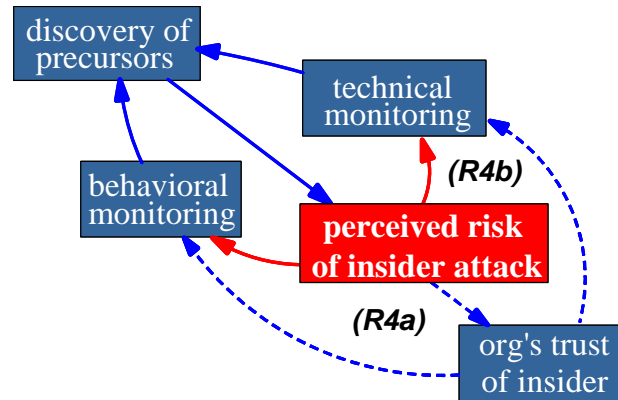 discovery of
precursors
technical
monitoring
(R4b)
behavioral
monitoring
perceived risk
of insider attack
(R4a)
org's trust
of insider